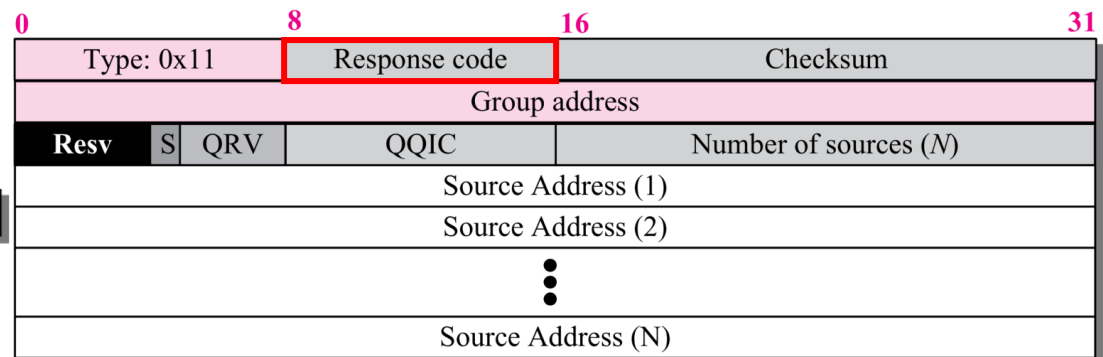 0 8 16 31
Type: 0x11 Response code Checksum
Group address
Resv S QRV QQIC Number of sources (N)
Source Address (1)
Source Address (2)
Source Address (N)